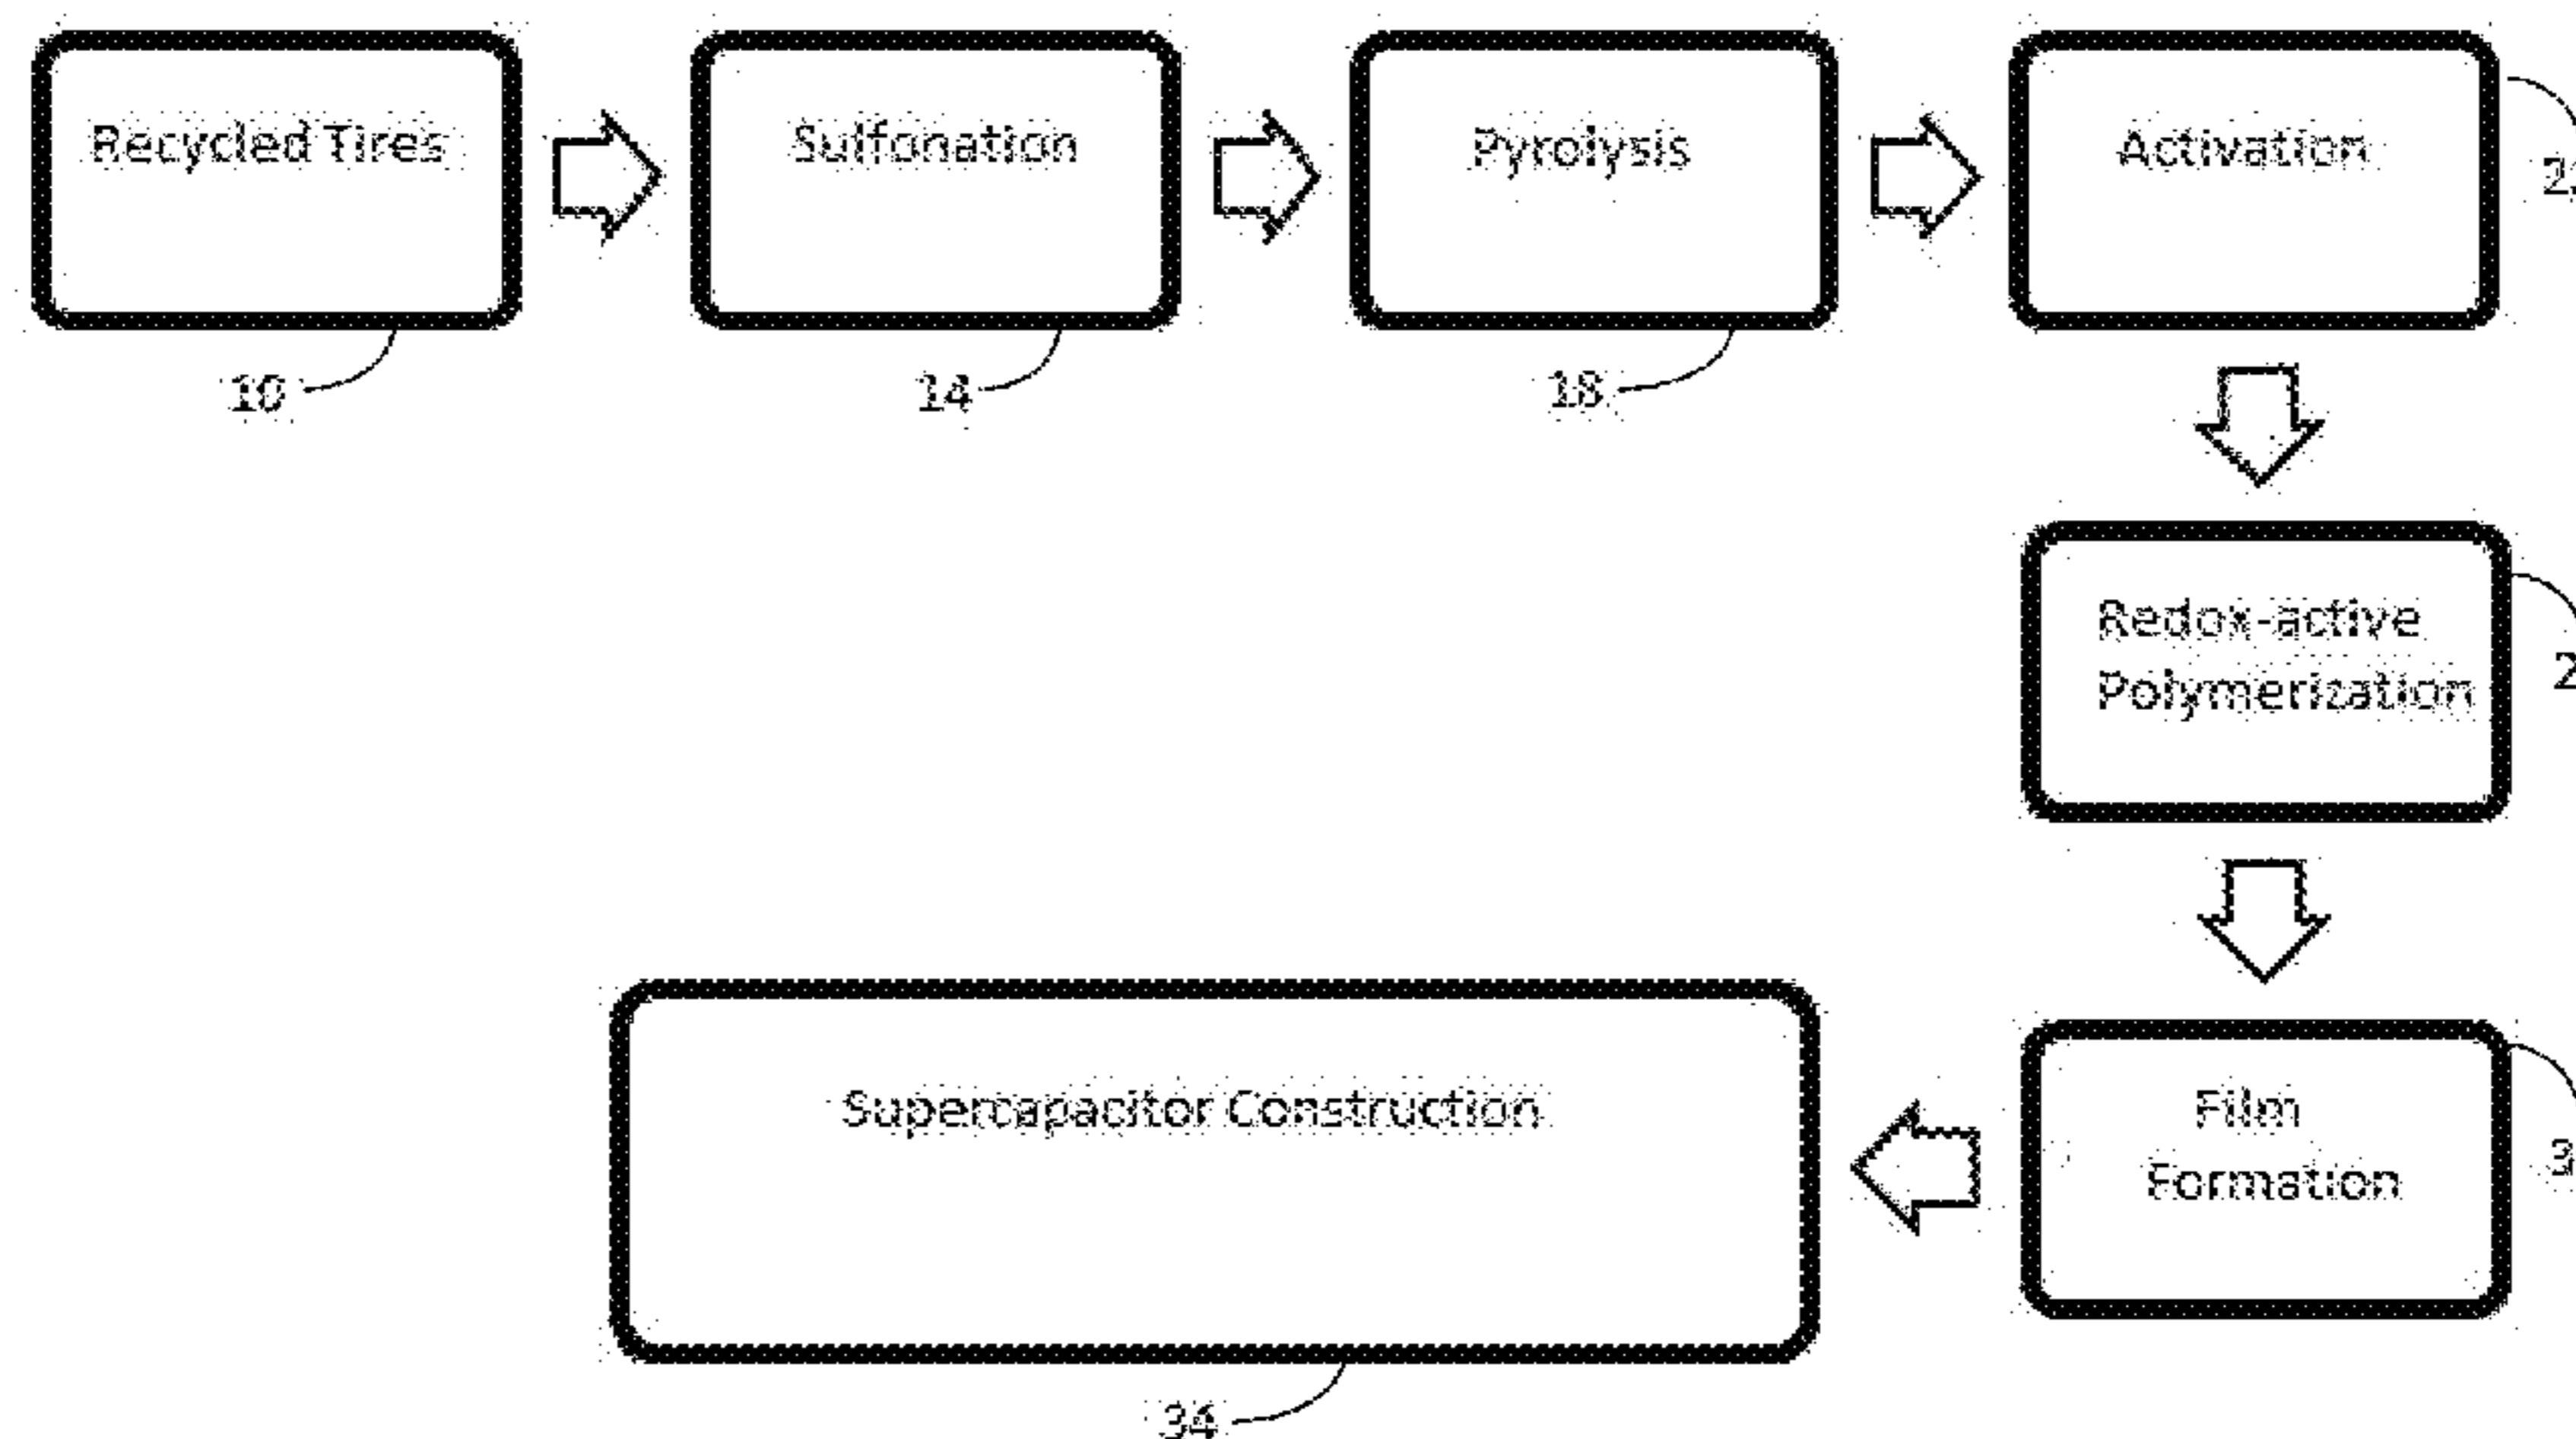 Recycled Tires
Sulfonation
Pyrolysis
Activation
10
14
18
Redox-active
Polymerization
Film
Formation
Supercapacitor Construction
34